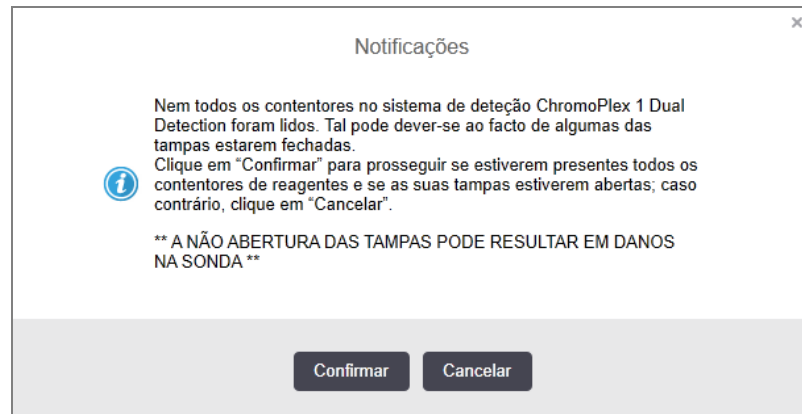 Notificações
Nem todos os contentores no sistema de deteção ChromoPlex 1 Dual
Detection foram lidos. Tal pode dever-se ao facto de algumas das
tampas estarem fechadas.
Clique em “Confirmar” para prosseguir se estiverem presentes todos os
contentores de reagentes e se as suas tampas estiverem abertas; caso
contrário, clique em “Cancelar”.
** A NÃO ABERTURA DAS TAMPAS PODE RESULTAR EM DANOS
NA SONDA **
Confirmar Cancelar